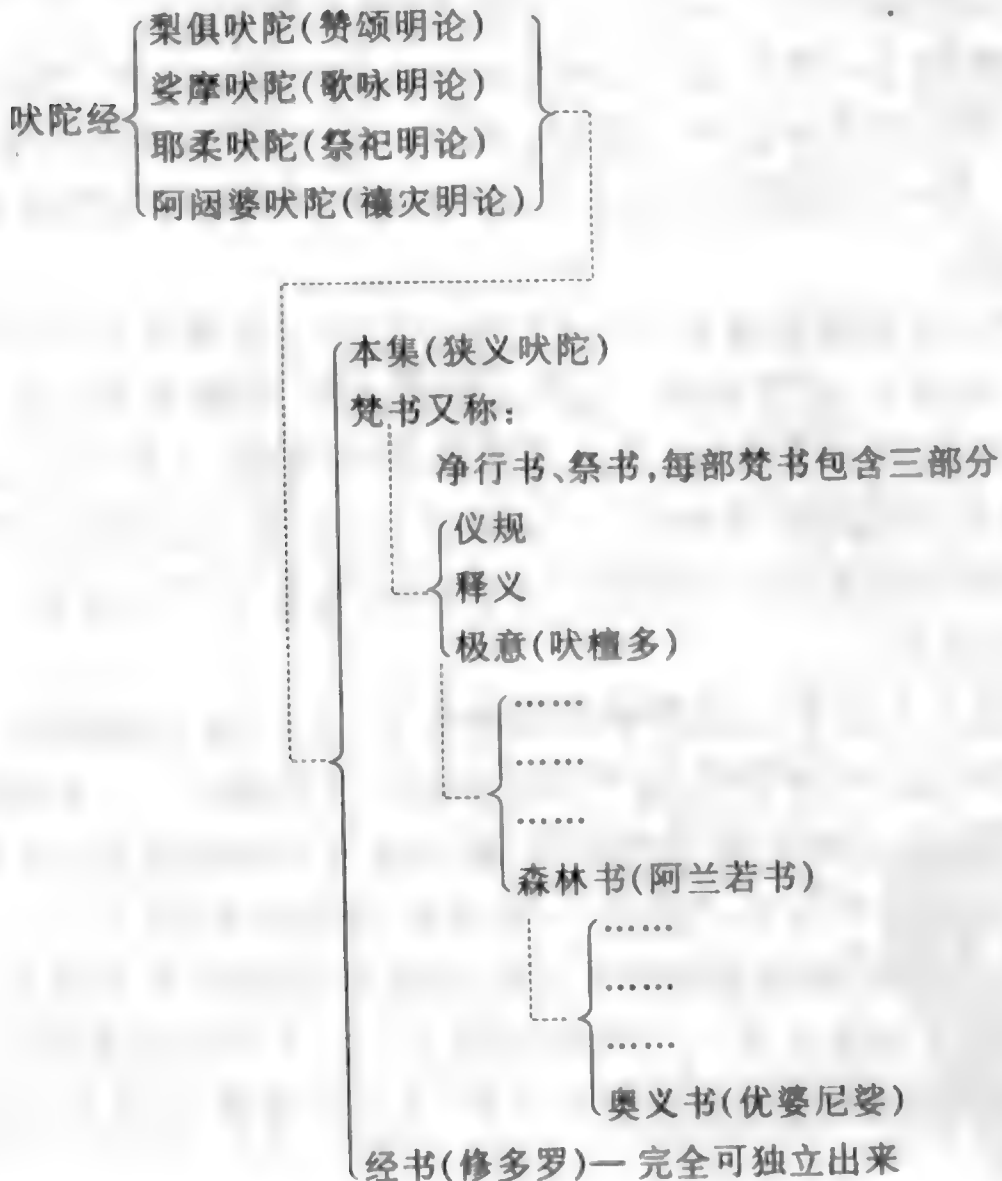 梨俱吠陀(赞颂明论)
娑摩吠陀(歌咏明论)
吠陀经
耶柔吠陀(祭祀明论)
阿闼婆吠陀(禳灾明论)
本集(狭义吠陀)
梵书又称:
净行书、祭书,每部梵书包含三部分
仪规
释义
极意(吠檀多)
……
……
……
森林书(阿兰若书)
……
……
……
奥义书(优婆尼娑)
经书(修多罗)—完全可独立出来